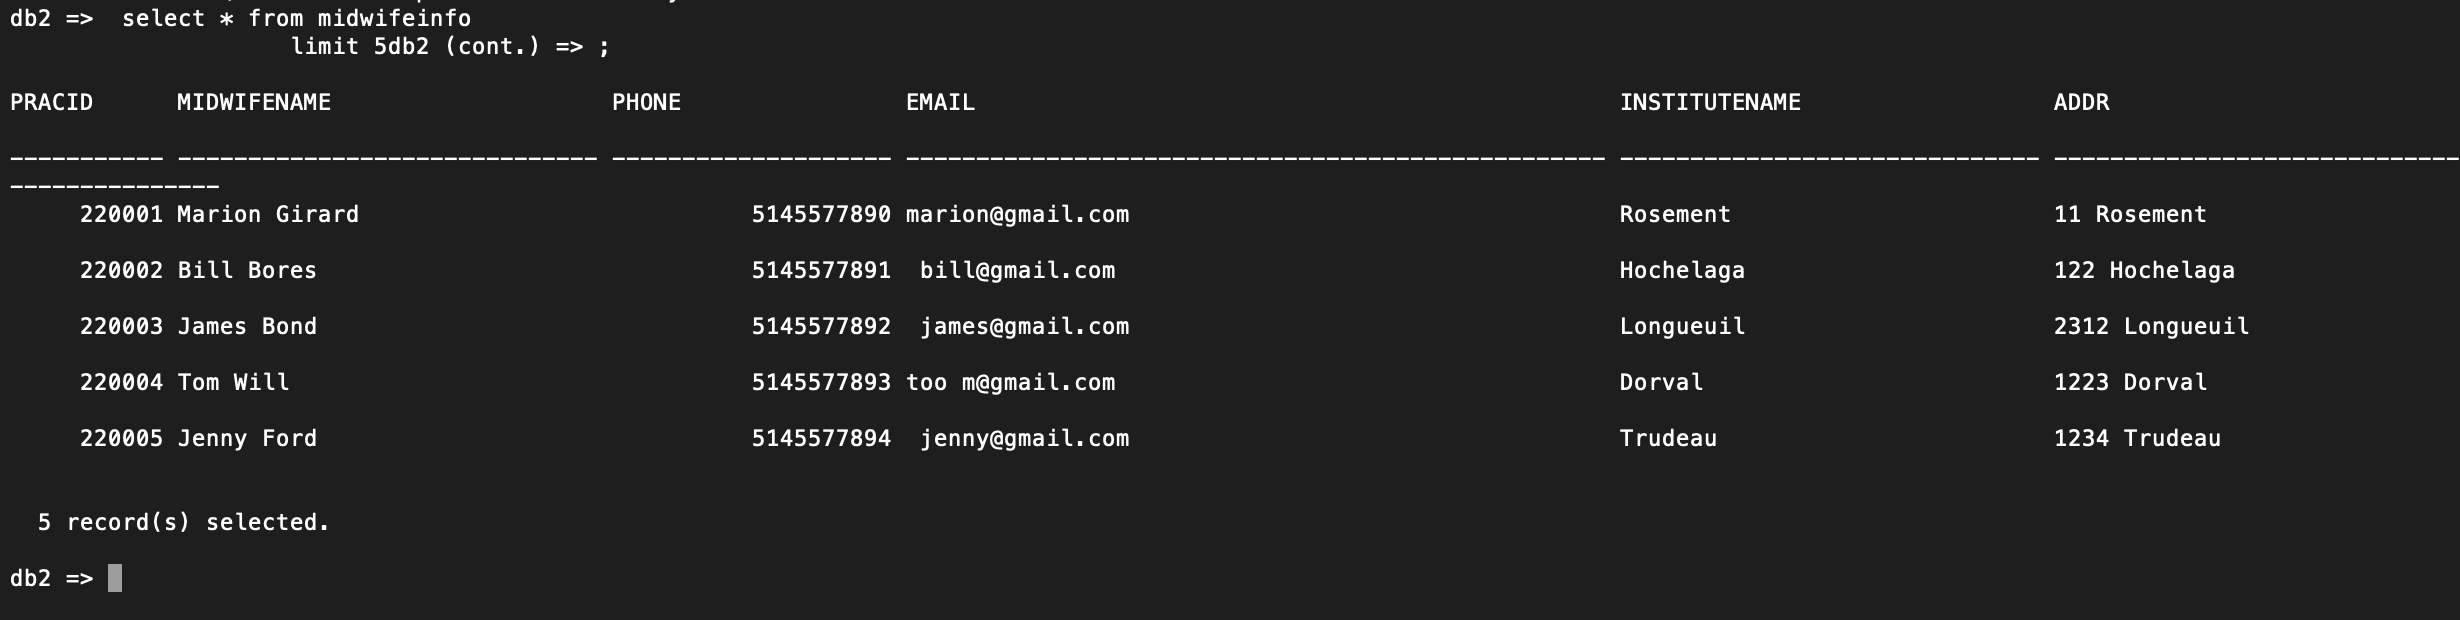 db2 =>  select * from midwifeinfo
                    limit 5db2 (cont.) => ;
PRACID      MIDWIFENAME                    PHONE                EMAIL                                              INSTITUTENAME                  ADDR
----------- ------------------------------ -------------------- -------------------------------------------------- ------------------------------ -----------------------------
---------------
     220001 Marion Girard                            5145577890 marion@gmail.com                                   Rosement                       11 Rosement
     220002 Bill Bores                               5145577891  bill@gmail.com                                    Hochelaga                      122 Hochelaga
     220003 James Bond                               5145577892  james@gmail.com                                   Longueuil                      2312 Longueuil
     220004 Tom Will                                 5145577893 too m@gmail.com                                    Dorval                         1223 Dorval
     220005 Jenny Ford                               5145577894  jenny@gmail.com                                   Trudeau                        1234 Trudeau
  5 record(s) selected.
db2 =>